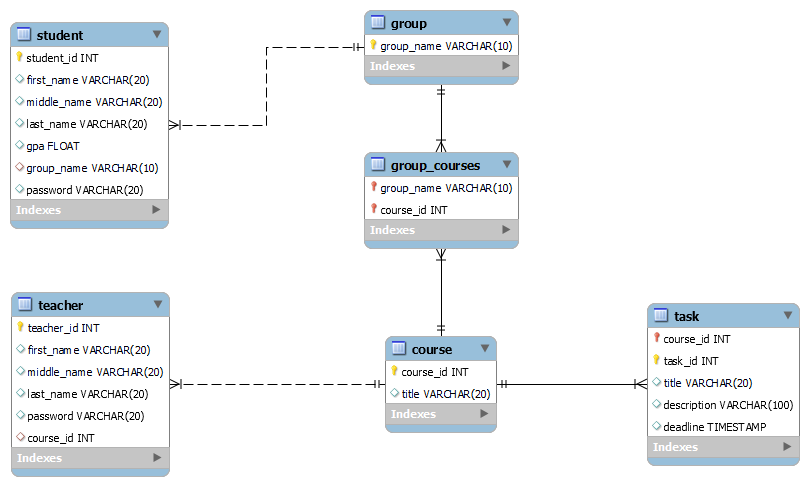 student
student_id INT
first_name VARCHAR(20)
middle_name VARCHAR(20)
last_name VARCHAR(20)
gpa FLOAT
group_name VARCHAR(10)
password VARCHAR(20)
Indexes
group
group_name VARCHAR(10)
Indexes
group_courses
group_name VARCHAR(10)
course_id INT
Indexes
teacher
teacher_id INT
first_name VARCHAR(20)
middle_name VARCHAR(20)
last_name VARCHAR(20)
password VARCHAR(20)
course_id INT
Indexes
course
course_id INT
title VARCHAR(20)
Indexes
task
course_id INT
task_id INT
title VARCHAR(20)
description VARCHAR(100)
deadline TIMESTAMP
Indexes